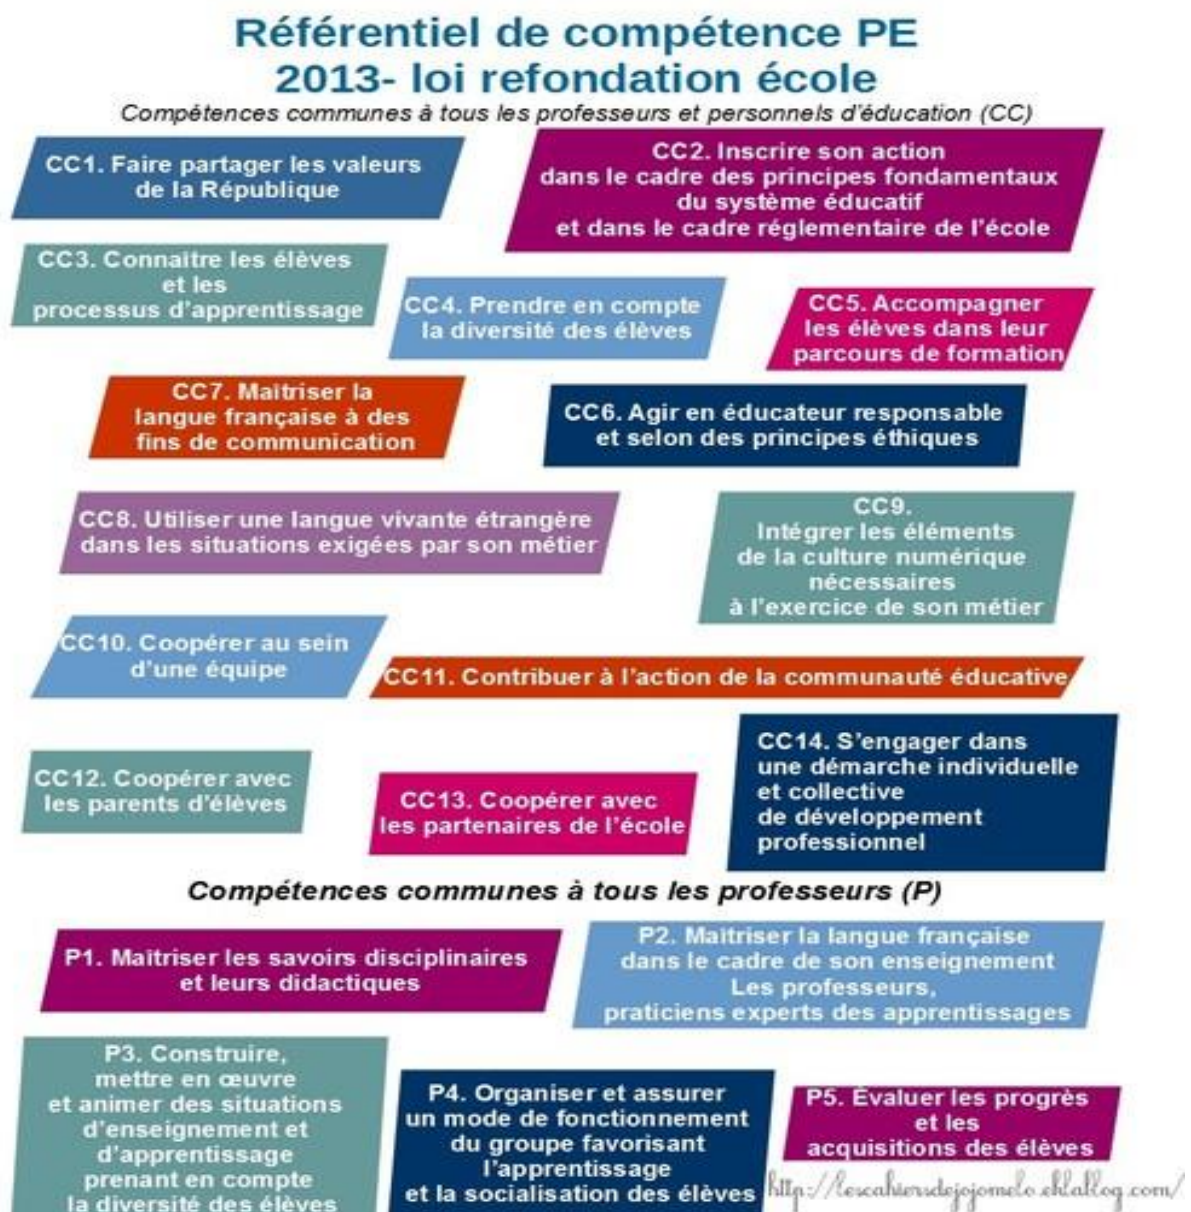 Référentiel de compétence PE
2013- loi refondation école
Compétences communes à tous les professeurs et personnels d'éducation (CC)
CC1. Faire partager les valeurs
de la République
CC2. Inscrire son action
dans le cadre des principes fondamentaux
du système éducatif
et dans le cadre réglementaire de l'école
CC3. Connaître les élèves
et les
processus d'apprentissage
CC4. Prendre en compte
la diversité des élèves
CC5. Accompagner
les élèves dans leur
parcours de formation
CC7. Maîtriser la
langue française à des
fins de communication
CC6. Agir en éducateur responsable
et selon des principes éthiques
CC8. Utiliser une langue vivante étrangère
dans les situations exigées par son métier
CC9.
Intégrer les éléments
de la culture numérique
nécessaires
à l'exercice de son métier
CC10. Coopérer au sein
d'une équipe
CC11. Contribuer à l'action de la communauté éducative
CC12. Coopérer avec
les parents d'élèves
CC13. Coopérer avec
les partenaires de l'école
CC14. S'engager dans
une démarche individuelle
et collective
de développement
professionnel
Compétences communes à tous les professeurs (P)
P1. Maîtriser les savoirs disciplinaires
et leurs didactiques
P2. Maîtriser la langue française
dans le cadre de son enseignement
Les professeurs,
praticiens experts des apprentissages
P3. Construire,
mettre en œuvre
et animer des situations
d'enseignement et
d'apprentissage
prenant en compte
la diversité des élèves
P4. Organiser et assurer
un mode de fonctionnement
du groupe favorisant
l'apprentissage
et la socialisation des élèves
P5. Évaluer les progrès
et les
acquisitions des élèves
http://lescahiersdejojomelo.eklablog.com/